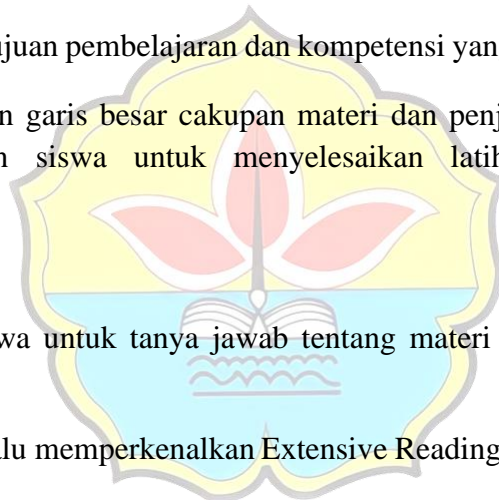 ujuan pembelajaran dan kompetensi yan
n garis besar cakupan materi dan penj
n siswa untuk menyelesaikan latih
wa untuk tanya jawab tentang materi
alu memperkenalkan Extensive Reading